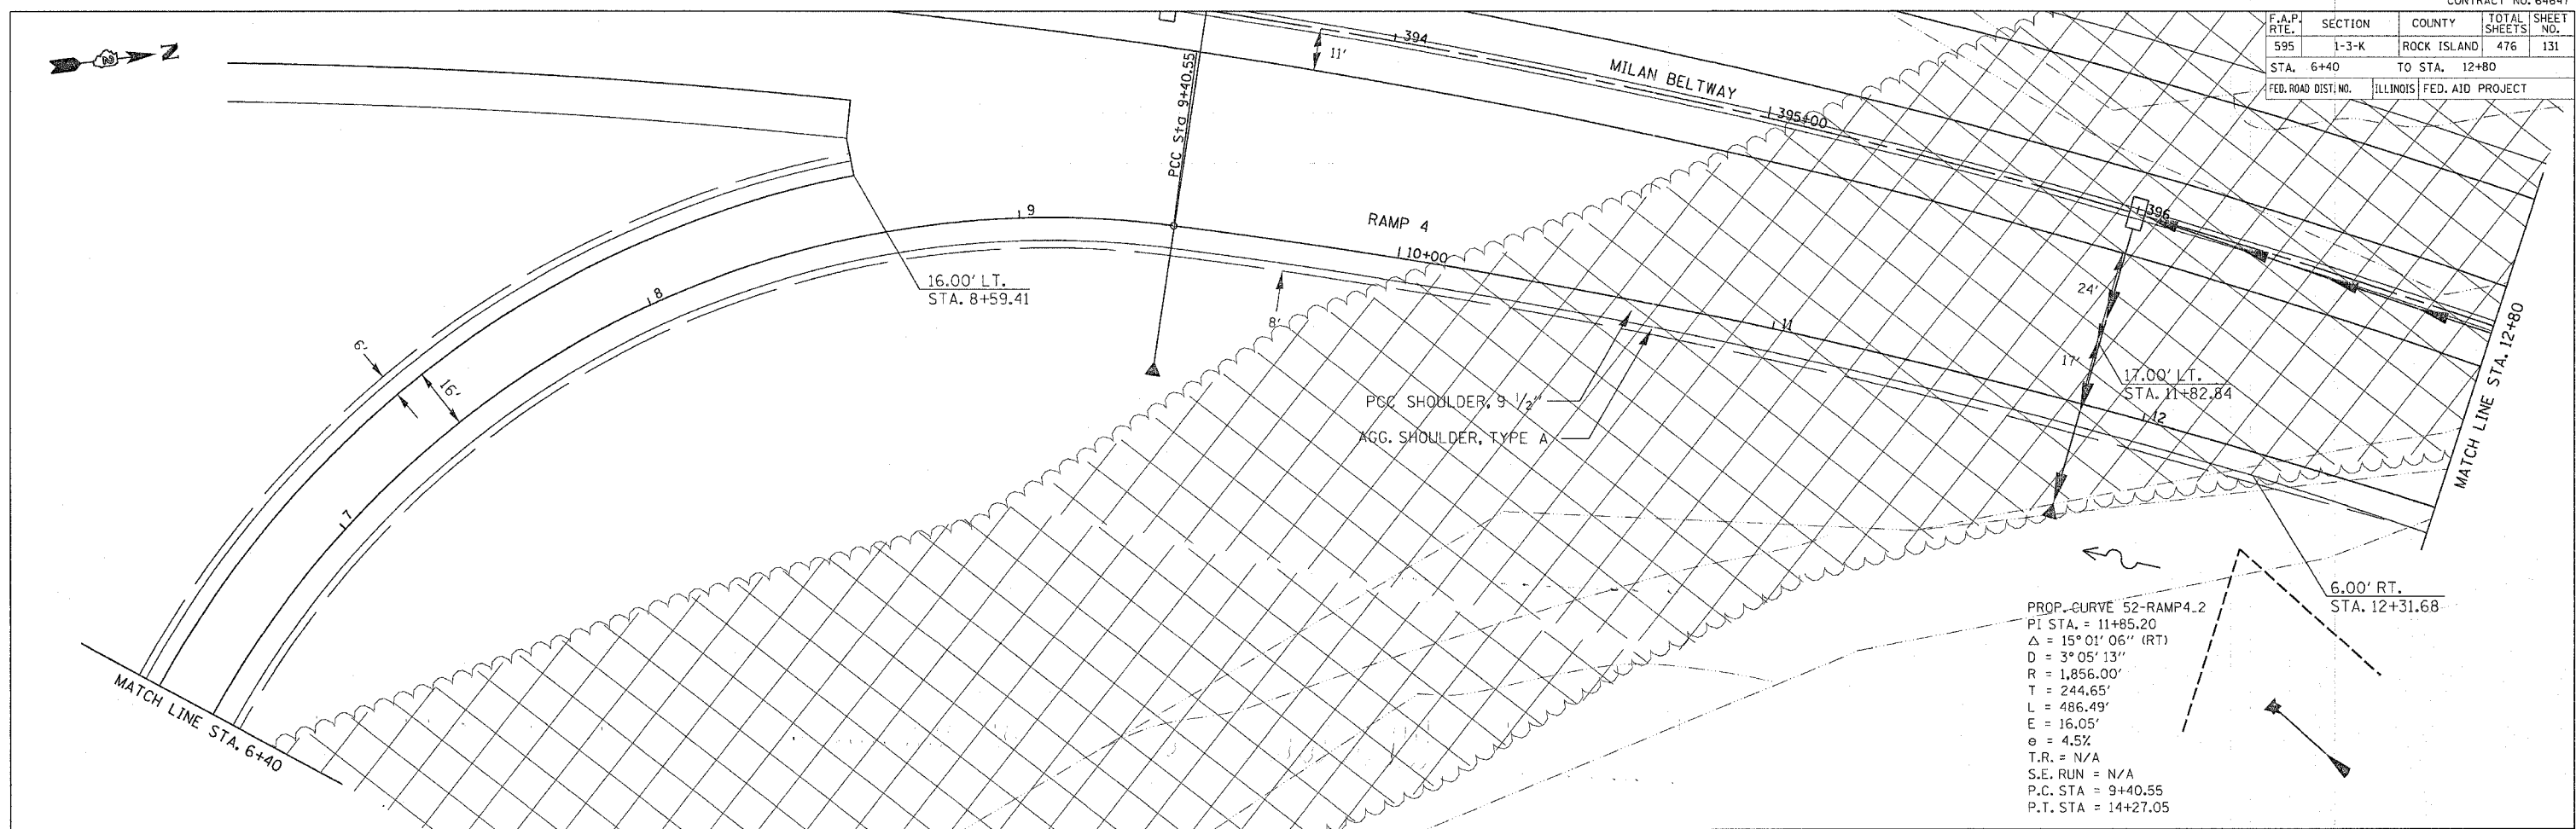 CONTRACT NO. 64647
F.A.P. RTE. SECTION COUNTY TOTAL SHEETS SHEET NO.
595 1-3-K ROCK ISLAND 476 131
STA. 6+40 TO STA. 12+80
FED. ROAD DIST. NO. ILLINOIS FED. AID PROJECT
N
394
11'
MILAN BELTWAY
395+00
PCC Sta 9+40.55
396
9
RAMP 4
10+00
16.00' LT.
STA. 8+59.41
8
8'
24'
11
6'
16'
17'
17.00' LT.
STA. 11+82.84
MATCH LINE STA. 12+80
PCC SHOULDER, 9 1/2"
AGG. SHOULDER, TYPE A
12
7
6.00' RT.
STA. 12+31.68
MATCH LINE STA. 6+40
PROP. CURVE 52-RAMP4_2
PI STA. = 11+85.20
Δ = 15° 01' 06" (RT)
D = 3° 05' 13"
R = 1,856.00'
T = 244.65'
L = 486.49'
E = 16.05'
e = 4.5%
T.R. = N/A
S.E. RUN = N/A
P.C. STA = 9+40.55
P.T. STA = 14+27.05